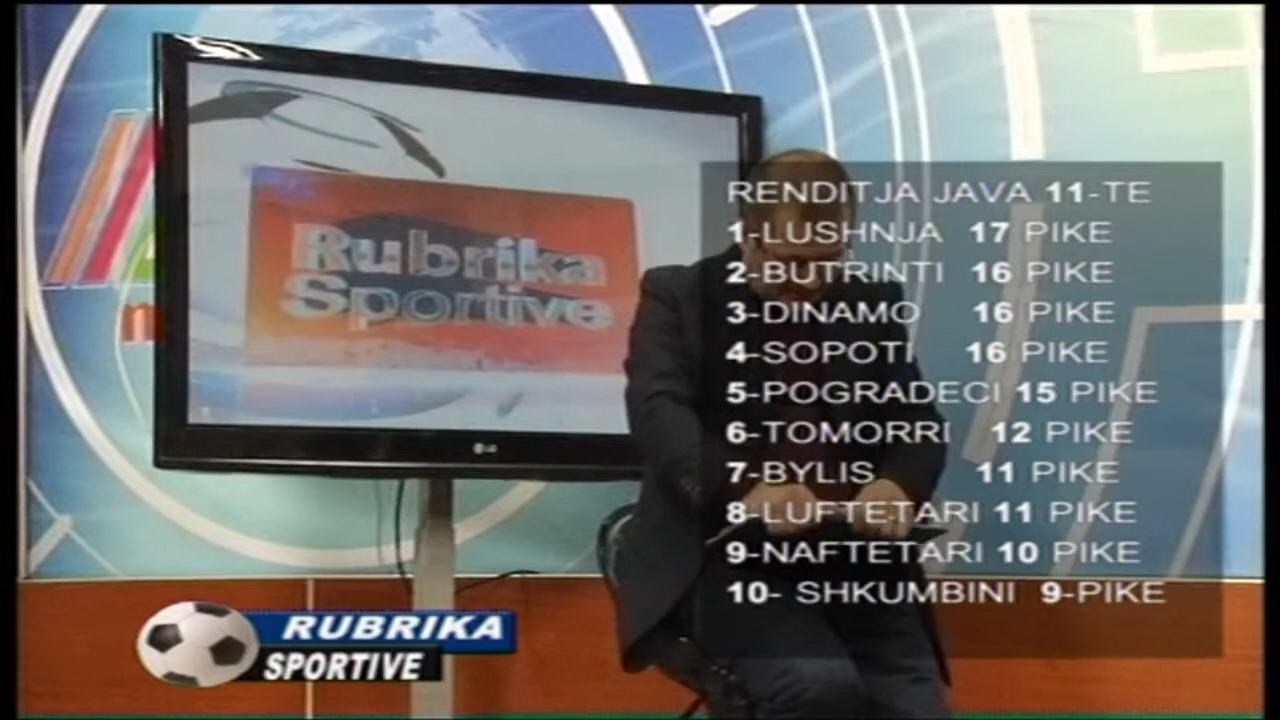 Rubrika
Sportive
RENDITJA JAVA 11-TE
1-LUSHNJA 17 PIKE
2-BUTRINTI 16 PIKE
3-DINAMO 16 PIKE
4-SOPOTI 16 PIKE
5-POGRADECI 15 PIKE
6-TOMORRI 12 PIKE
7-BYLIS 11 PIKE
8-LUFTETARI 11 PIKE
9-NAFTETARI 10 PIKE
10- SHKUMBINI 9-PIKE
LG
RUBRIKA
SPORTIVE